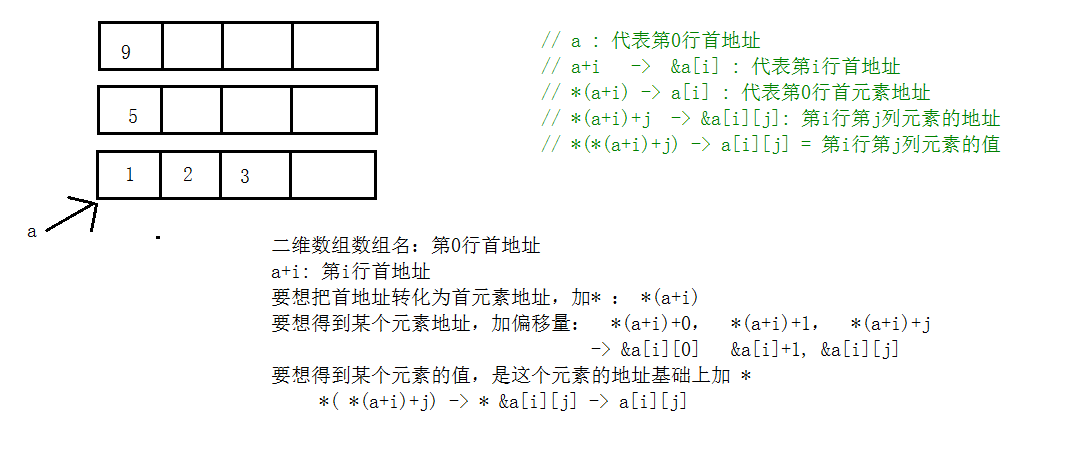 9
5
1 2 3
a
// a : 代表第0行首地址
// a+i -> &a[i] : 代表第i行首地址
// *(a+i) -> a[i] : 代表第0行首元素地址
// *(a+i)+j -> &a[i][j]: 第i行第j列元素的地址
// *(*(a+i)+j) -> a[i][j] = 第i行第j列元素的值
二维数组数组名: 第0行首地址
a+i: 第i行首地址
要想把首地址转化为首元素地址，加* : *(a+i)
要想得到某个元素地址，加偏移量: *(a+i)+0， *(a+i)+1， *(a+i)+j
-> &a[i][0] &a[i]+1, &a[i][j]
要想得到某个元素的值，是这个元素的地址基础上加 *
*( *(a+i)+j) -> * &a[i][j] -> a[i][j]